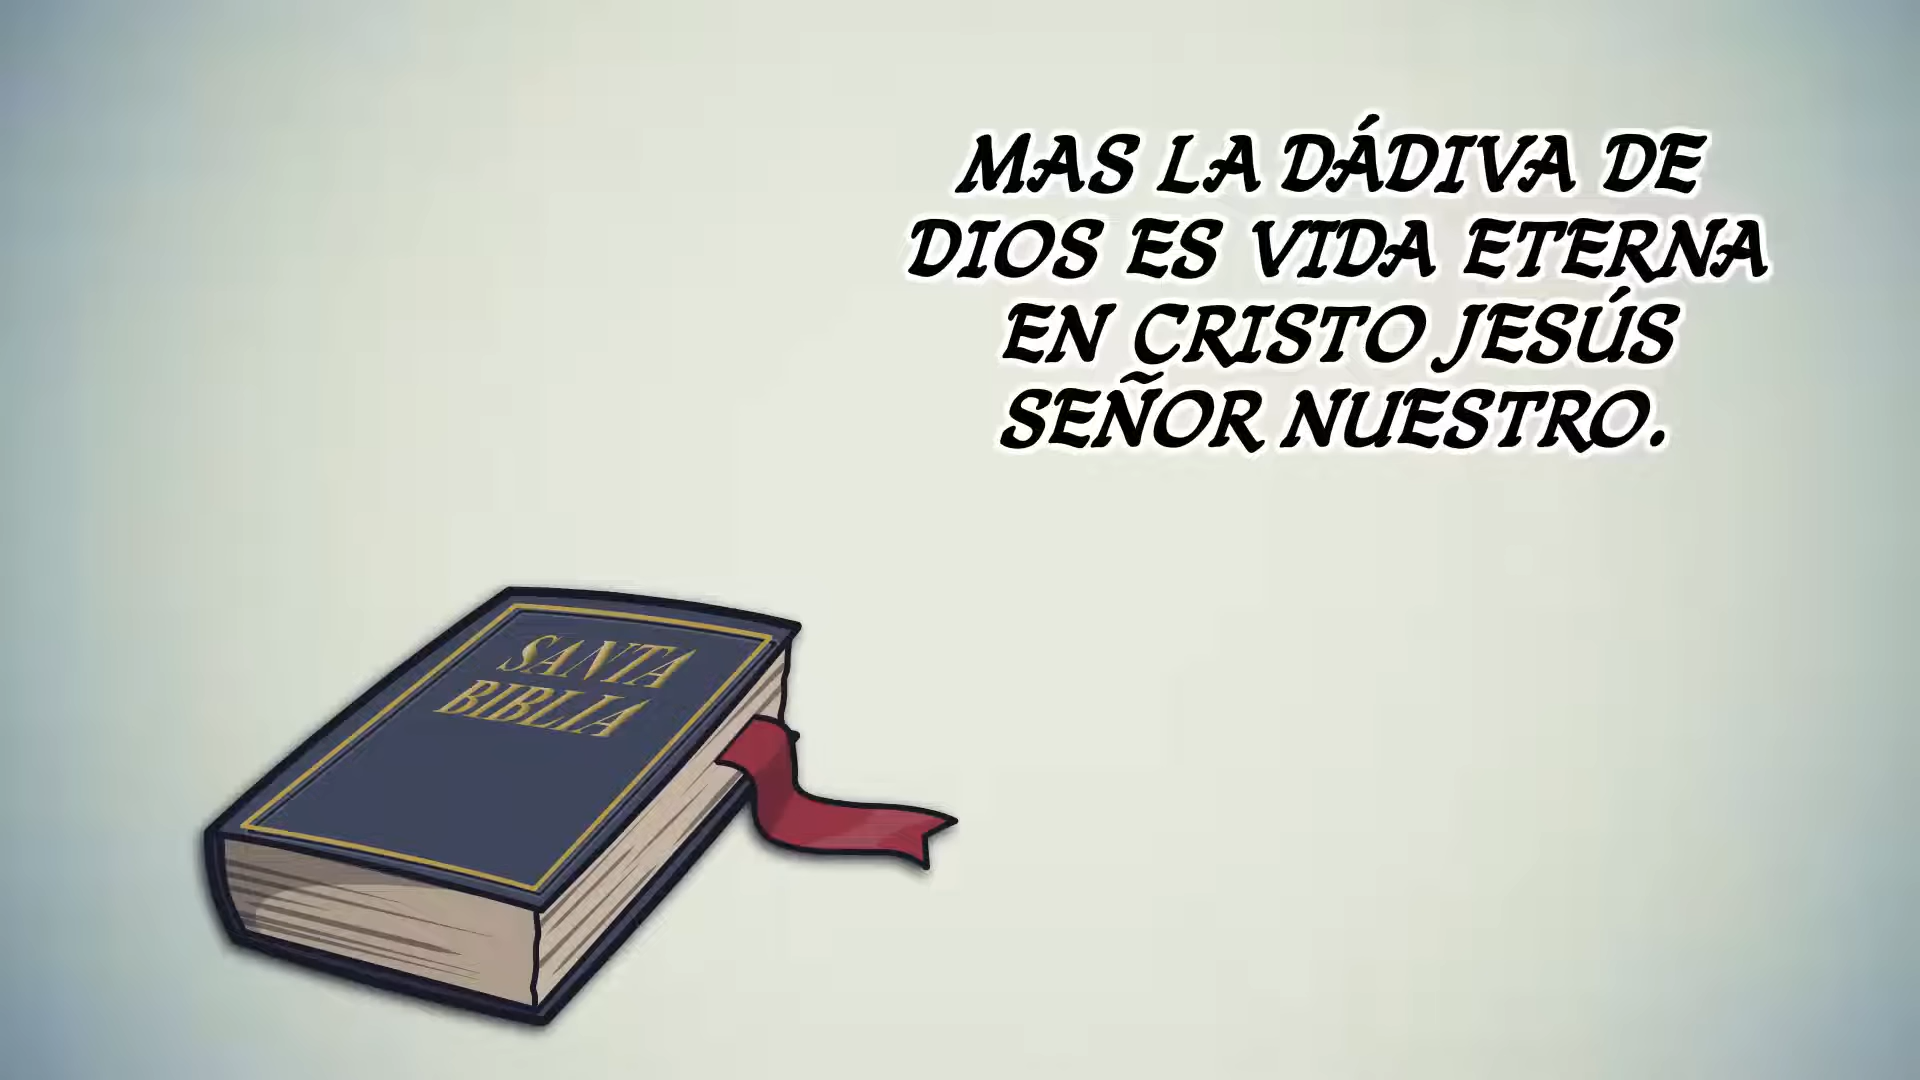 MAS LA DÁDIVA DE
DIOS ES VIDA ETERNA
EN CRISTO JESÚS
SEÑOR NUESTRO.
SANTA
BIBLIA